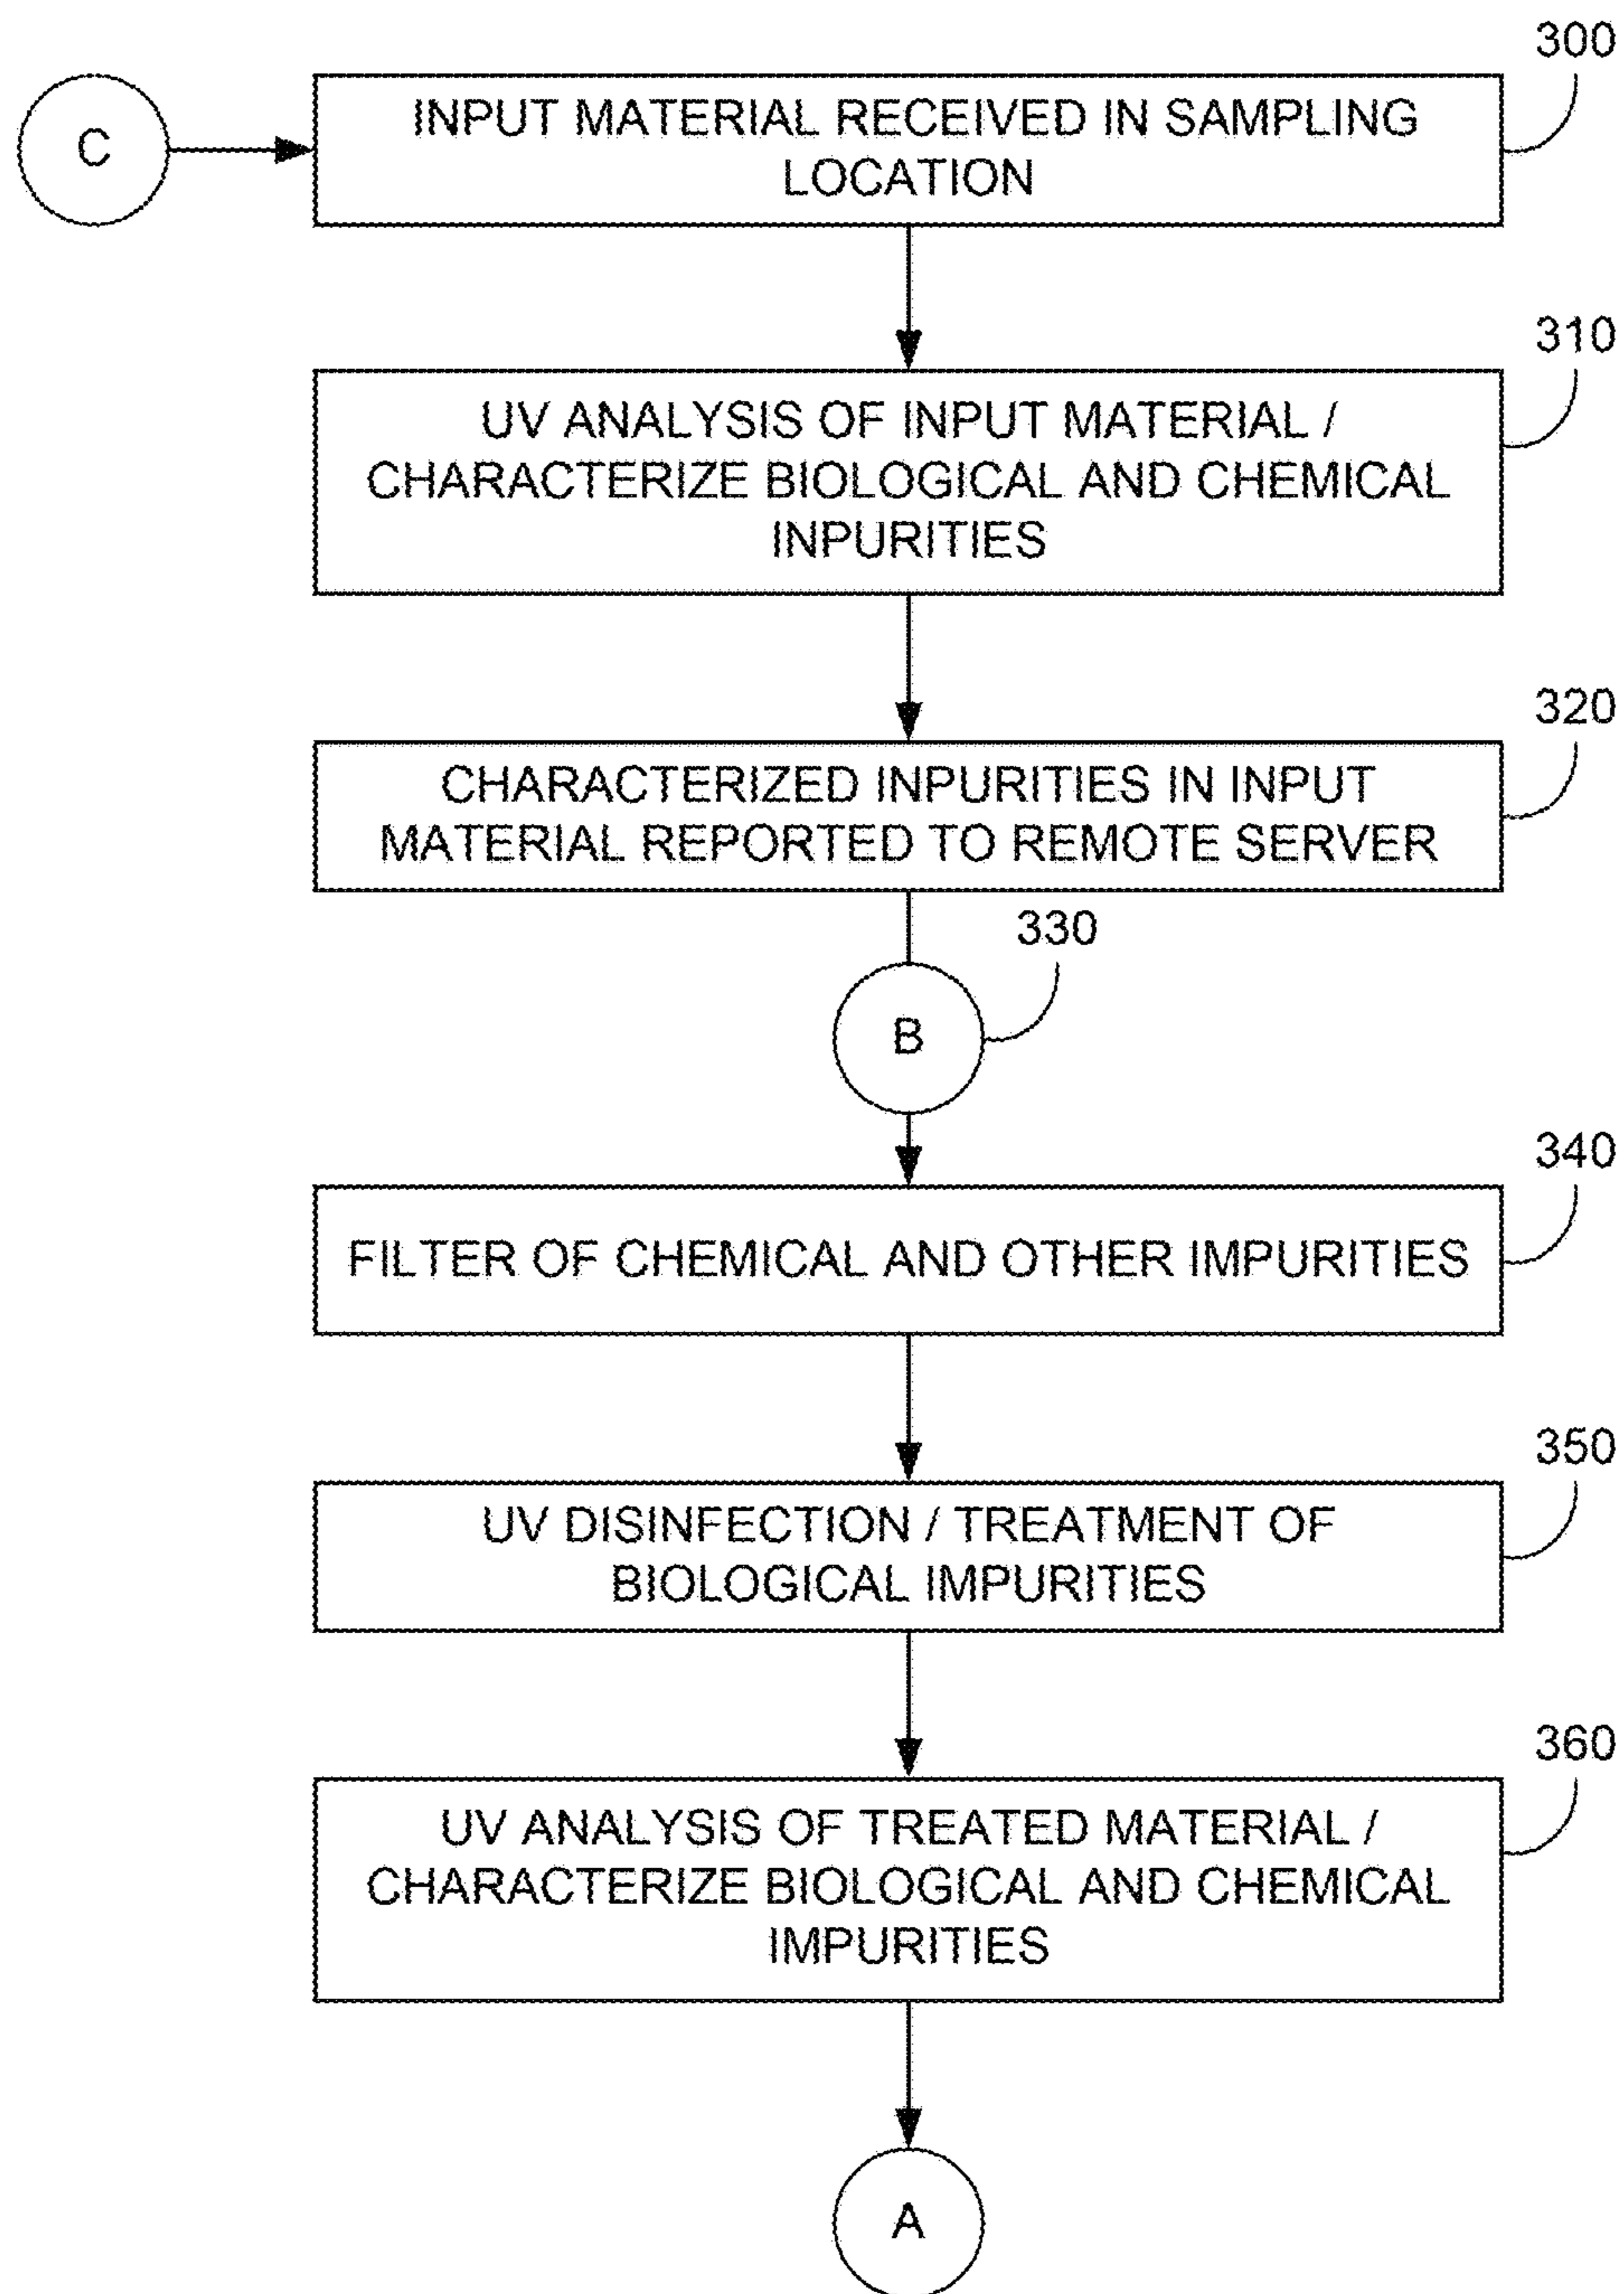 300
C
INPUT MATERIAL RECEIVED IN SAMPLING
LOCATION
310
UV ANALYSIS OF INPUT MATERIAL /
CHARACTERIZE BIOLOGICAL AND CHEMICAL
INPURITIES
320
CHARACTERIZED INPURITIES IN INPUT
MATERIAL REPORTED TO REMOTE SERVER
330
B
340
FILTER OF CHEMICAL AND OTHER IMPURITIES
350
UV DISINFECTION / TREATMENT OF
BIOLOGICAL IMPURITIES
360
UV ANALYSIS OF TREATED MATERIAL /
CHARACTERIZE BIOLOGICAL AND CHEMICAL
IMPURITIES
A